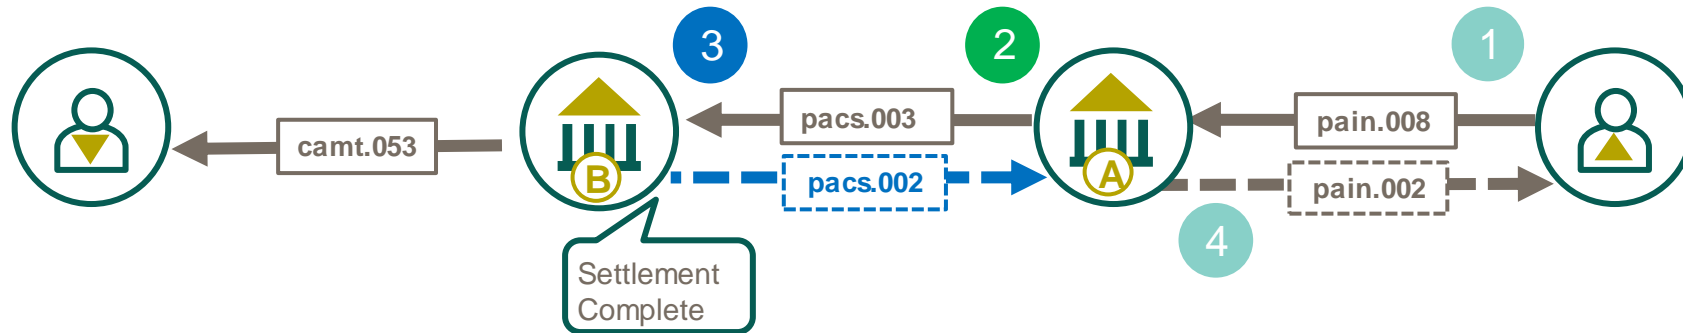 3
2
1
camt.053
B
pacs.003
pacs.002
A
pain.008
pain.002
4
Settlement
Complete